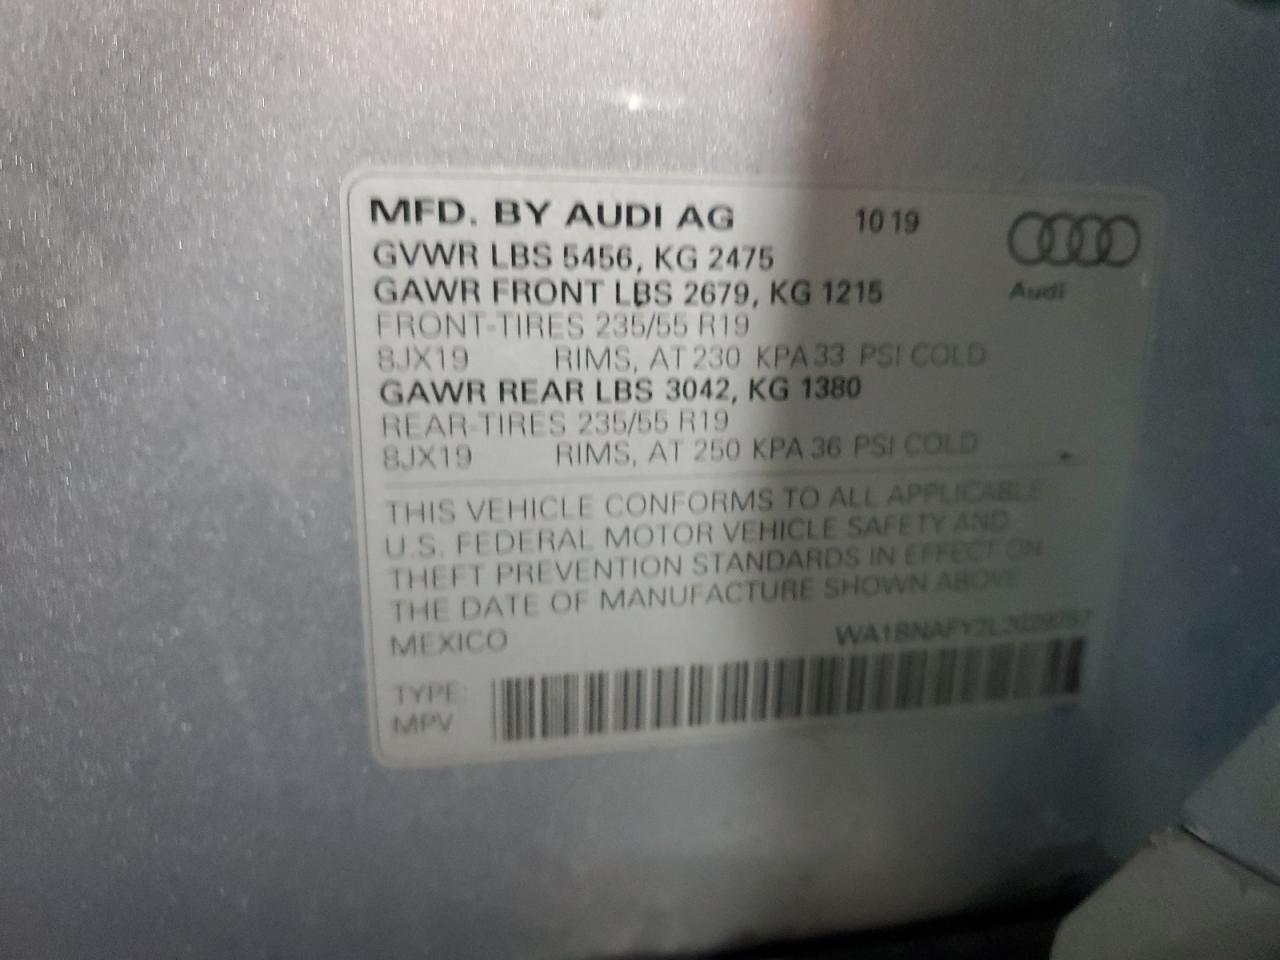 MFD. BY AUDI AG 10 19
GVWR LBS 5456, KG 2475
GAWR FRONT LBS 2679, KG 1215
Audi
FRONT-TIRES 235/55 R19
8JX19 RIMS, AT 230 KPA 33 PSI COLD
GAWR REAR LBS 3042, KG 1380
REAR-TIRES 235/55 R19
8JX19 RIMS, AT 250 KPA 36 PSI COLD
THIS VEHICLE CONFORMS TO ALL APPLICABLE
U.S. FEDERAL MOTOR VEHICLE SAFETY AND
THEFT PREVENTION STANDARDS IN EFFECT ON
THE DATE OF MANUFACTURE SHOWN ABOVE
MEXICO
TYPE:
MPV